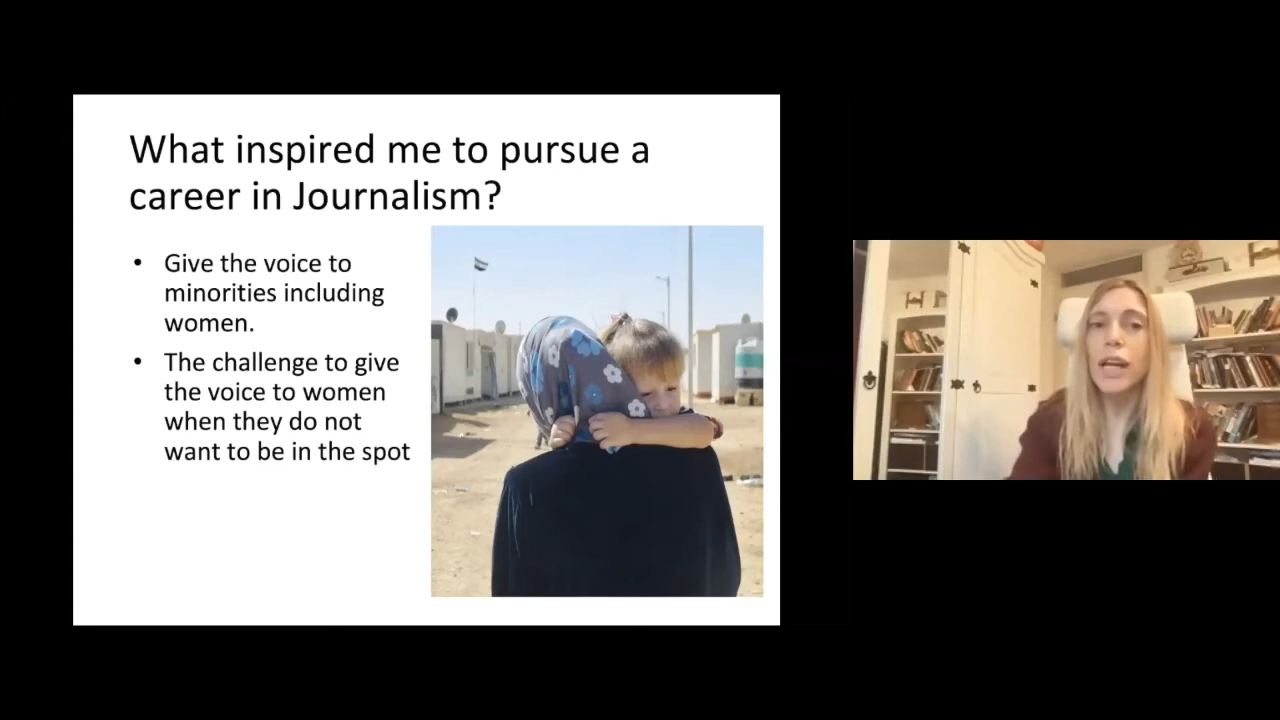 What inspired me to pursue a
career in Journalism?
• Give the voice to
minorities including
women.
• The challenge to give
the voice to women
when they do not
want to be in the spot